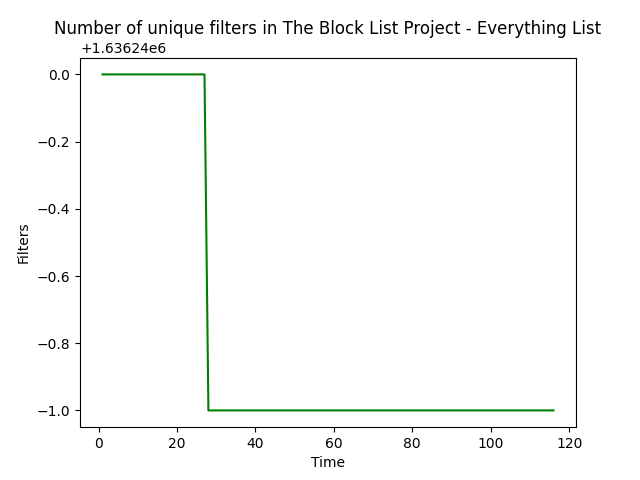 Number of unique filters in The Block List Project - Everything List
+1.63624e6
0.0
−0.2
−0.4
−0.6
−0.8
−1.0
Filters
0 20 40 60 80 100 120
Time